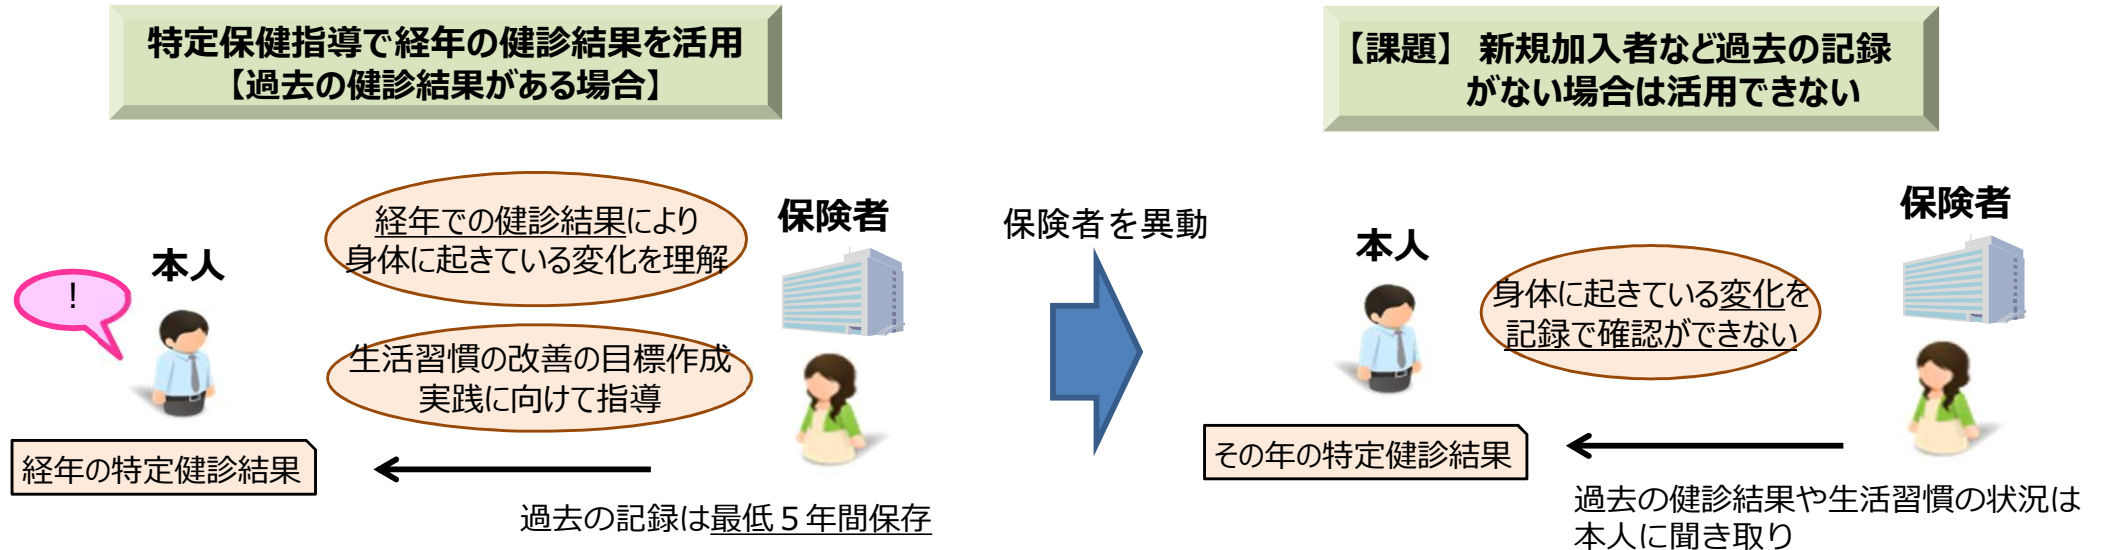 特定保健指導で経年の健診結果を活用
【過去の健診結果がある場合】
経年での健診結果により
身体に起きている変化を理解
保険者
本人
!
生活習慣の改善の目標作成
実践に向けて指導
経年の特定健診結果
過去の記録は最低5年間保存
保険者を異動
【課題】 新規加入者など過去の記録
がない場合は活用できない
保険者
本人
身体に起きている変化を
記録で確認ができない
その年の特定健診結果
過去の健診結果や生活習慣の状況は
本人に聞き取り